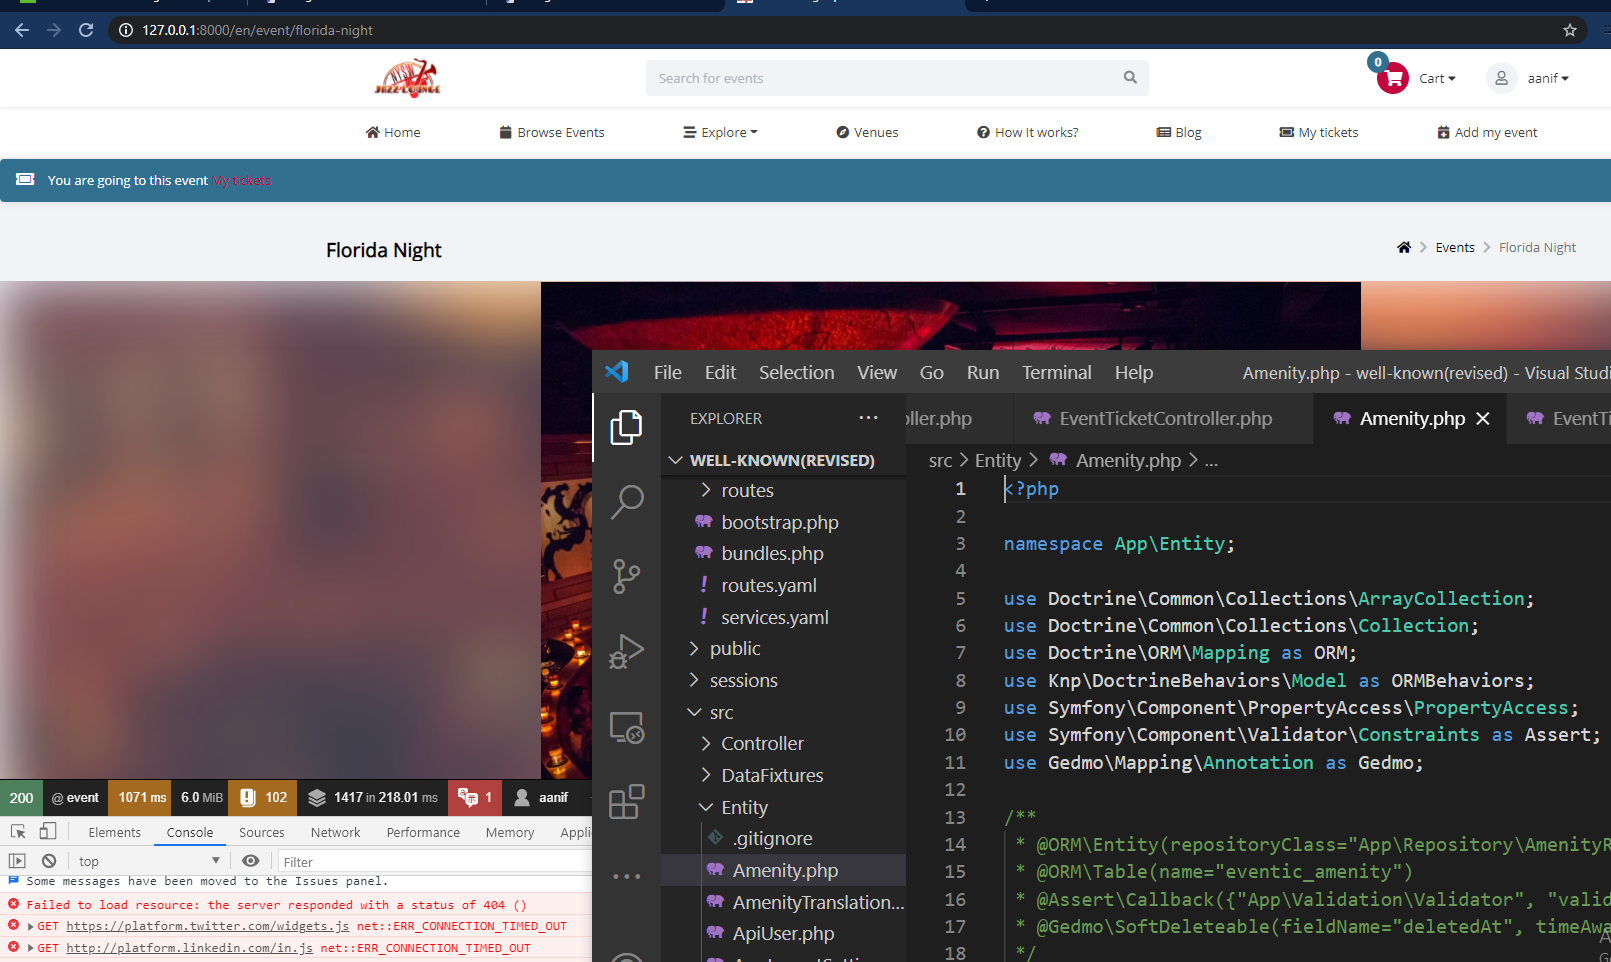 127.0.0.1:8000/en/event/florida-night
NYSW
JAZZ LOUNGE
Search for events
0
Cart
aanif
Home
Browse Events
Explore
Venues
How It works?
Blog
My tickets
Add my event
You are going to this event My tickets
Florida Night
Events
Florida Night
File Edit Selection View Go Run Terminal Help
Amenity.php - well-known(revised) - Visual Studi
EXPLORER
ller.php
EventTicketController.php
Amenity.php
EventTi
WELL-KNOWN(REVISED)
src > Entity > Amenity.php > ...
routes
bootstrap.php
bundles.php
routes.yaml
services.yaml
public
sessions
src
Controller
DataFixtures
Entity
.gitignore
Amenity.php
AmenityTranslation...
ApiUser.php
1 <?php
2
3 namespace App\Entity;
4
5 use Doctrine\Common\Collections\ArrayCollection;
6 use Doctrine\Common\Collections\Collection;
7 use Doctrine\ORM\Mapping as ORM;
8 use Knp\DoctrineBehaviors\Model as ORMBehaviors;
9 use Symfony\Component\PropertyAccess\PropertyAccess;
10 use Symfony\Component\Validator\Constraints as Assert;
11 use Gedmo\Mapping\Annotation as Gedmo;
12
13 /**
14 * @ORM\Entity(repositoryClass="App\Repository\AmenityR
15 * @ORM\Table(name="eventic_amenity")
16 * @Assert\Callback({"App\Validation\Validator", "valid
17 * @Gedmo\SoftDeleteable(fieldName="deletedAt", timeAwa
18 */
200 @ event 1071 ms 6.0 MiB 102 1417 in 218.01 ms 1 aanif
Elements Console Sources Network Performance Memory Appli
top
Filter
Some messages have been moved to the Issues panel.
Failed to load resource: the server responded with a status of 404 ()
GET https://platform.twitter.com/widgets.js net::ERR_CONNECTION_TIMED_OUT
GET http://platform.linkedin.com/in.js net::ERR_CONNECTION_TIMED_OUT